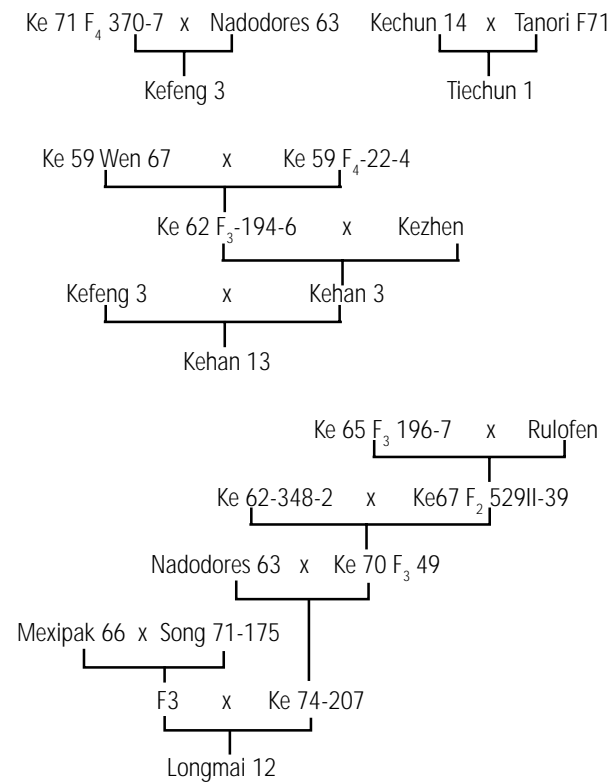 Ke 71 F4 370-7 x Nadodores 63 Kechun 14 x Tanori F71
Kefeng 3 Tiechun 1
Ke 59 Wen 67 x Ke 59 F4-22-4
Ke 62 F3-194-6 x Kezhen
Kefeng 3 x Kehan 3
Kehan 13
Ke 65 F3 196-7 x Rulofen
Ke 62-348-2 x Ke67 F2 529II-39
Nadodores 63 x Ke 70 F3 49
Mexipak 66 x Song 71-175
F3 x Ke 74-207
Longmai 12